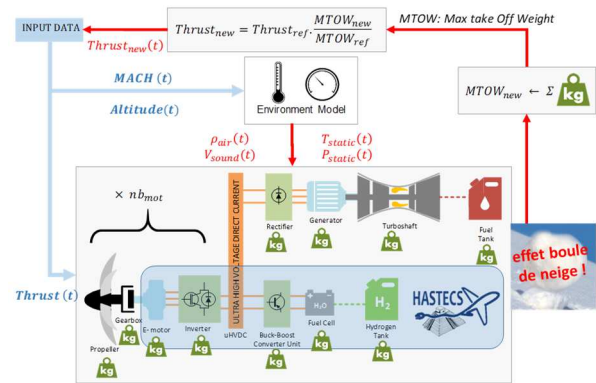 INPUT DATA
Thrust_new(t)
Thrust_new = Thrust_ref . MTOW_new / MTOW_ref
MTOW: Max take Off Weight
MACH (t)
Altitude(t)
Environment Model
MTOW_new ← Σ kg
ρ_air(t)
V_sound(t)
T_static(t)
P_static(t)
× nb_mot
ULTRA HIGH VOLTAGE DIRECT CURRENT
Rectifier
kg
Generator
kg
Turboshaft
kg
Fuel
Tank
kg
effet boule
de neige !
Thrust (t)
Gearbox
kg
E-motor
kg
Inverter
kg
uHVDC
Buck-Boost
Converter Unit
kg
H₂O
Fuel Cell
kg
H2
Hydrogen
Tank
kg
HASTECS
Propeller
kg